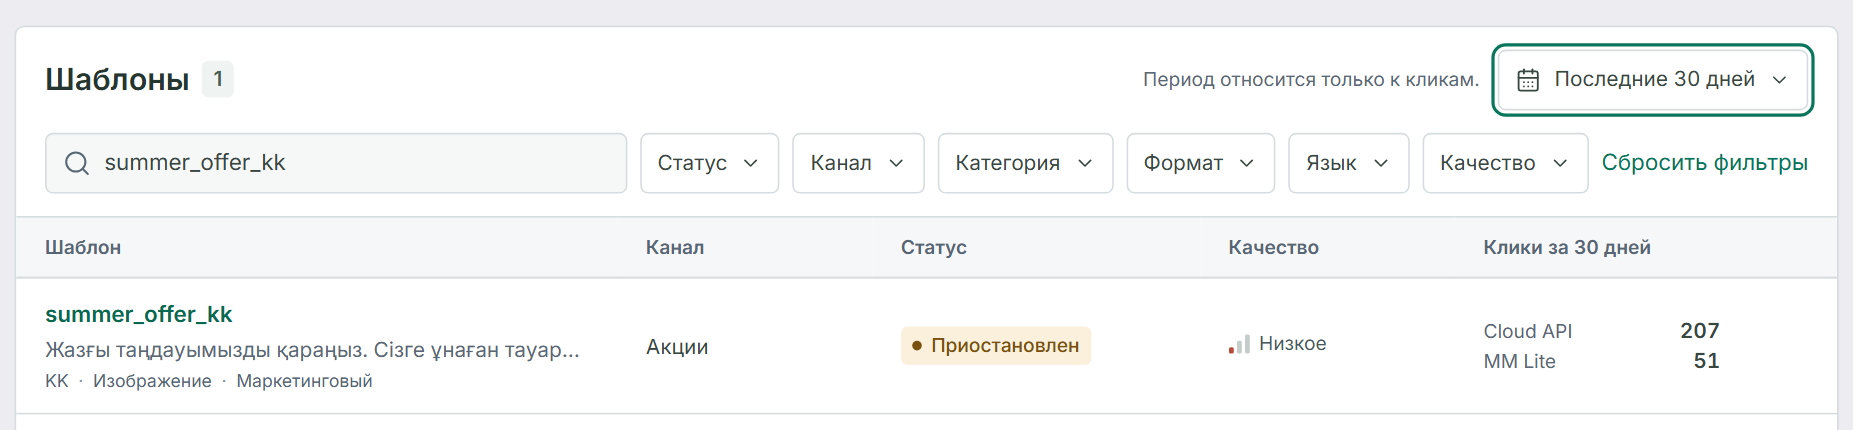 Шаблоны 1
Период относится только к кликам. Последние 30 дней
summer_offer_kk Статус Канал Категория Формат Язык Качество Сбросить фильтры
Шаблон Канал Статус Качество Клики за 30 дней
summer_offer_kk
Жазғы таңдауымызды қараңыз. Сізге ұнаған тауар...
KK · Изображение · Маркетинговый
Акции
Приостановлен
Низкое
Cloud API 207
MM Lite 51